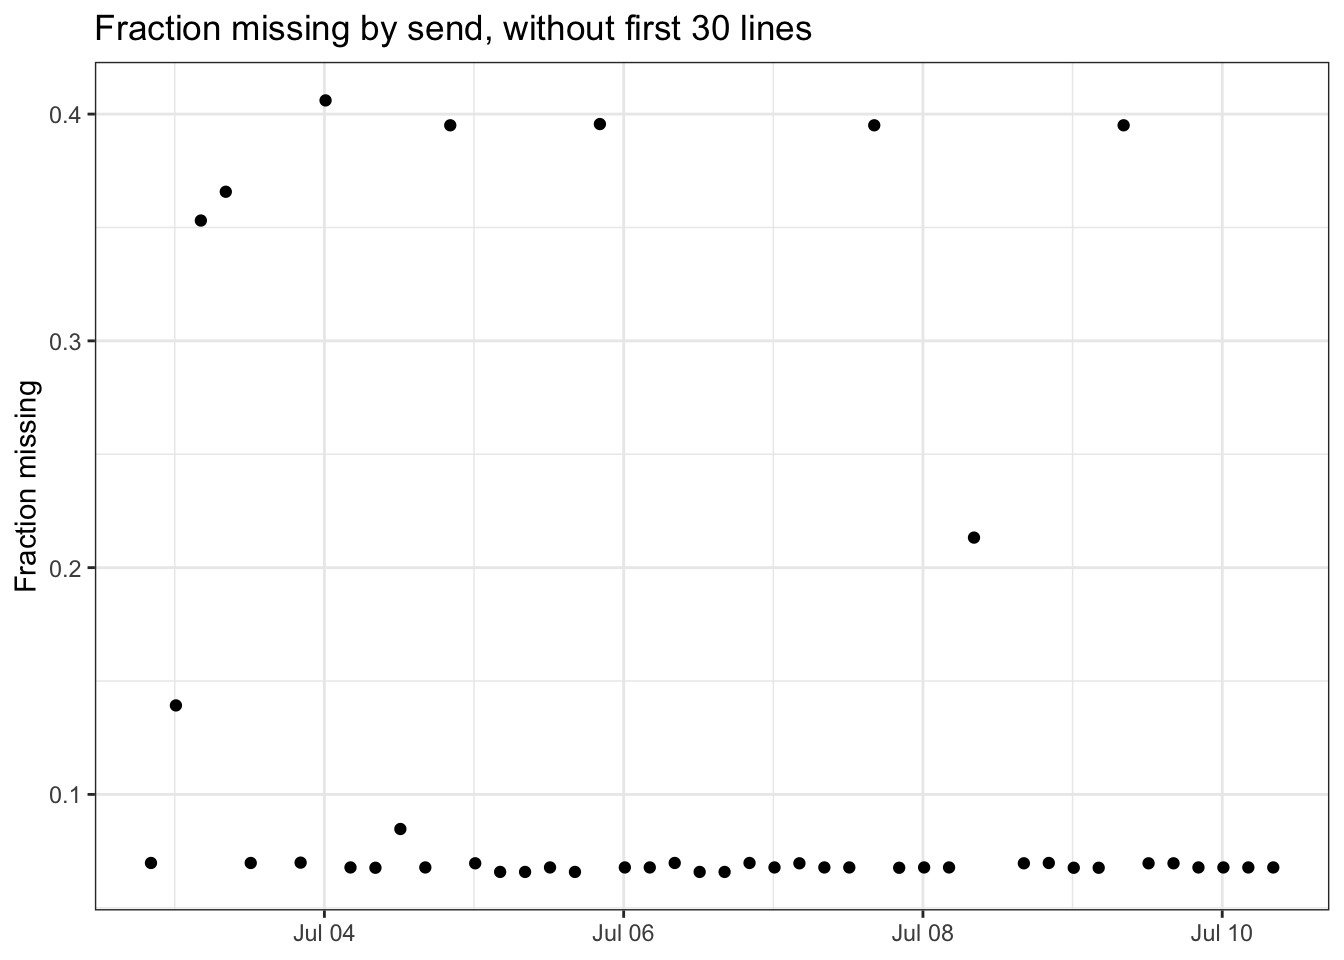 Fraction missing by send, without first 30 lines
Fraction missing
0.4
0.3
0.2
0.1
Jul 04
Jul 06
Jul 08
Jul 10